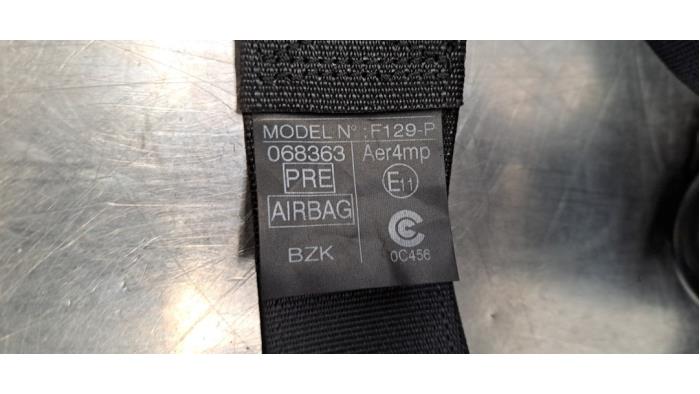 MODEL N° : F129-P
068363
PRE
AIRBAG
BZK
Aer4mp
E11
0C456